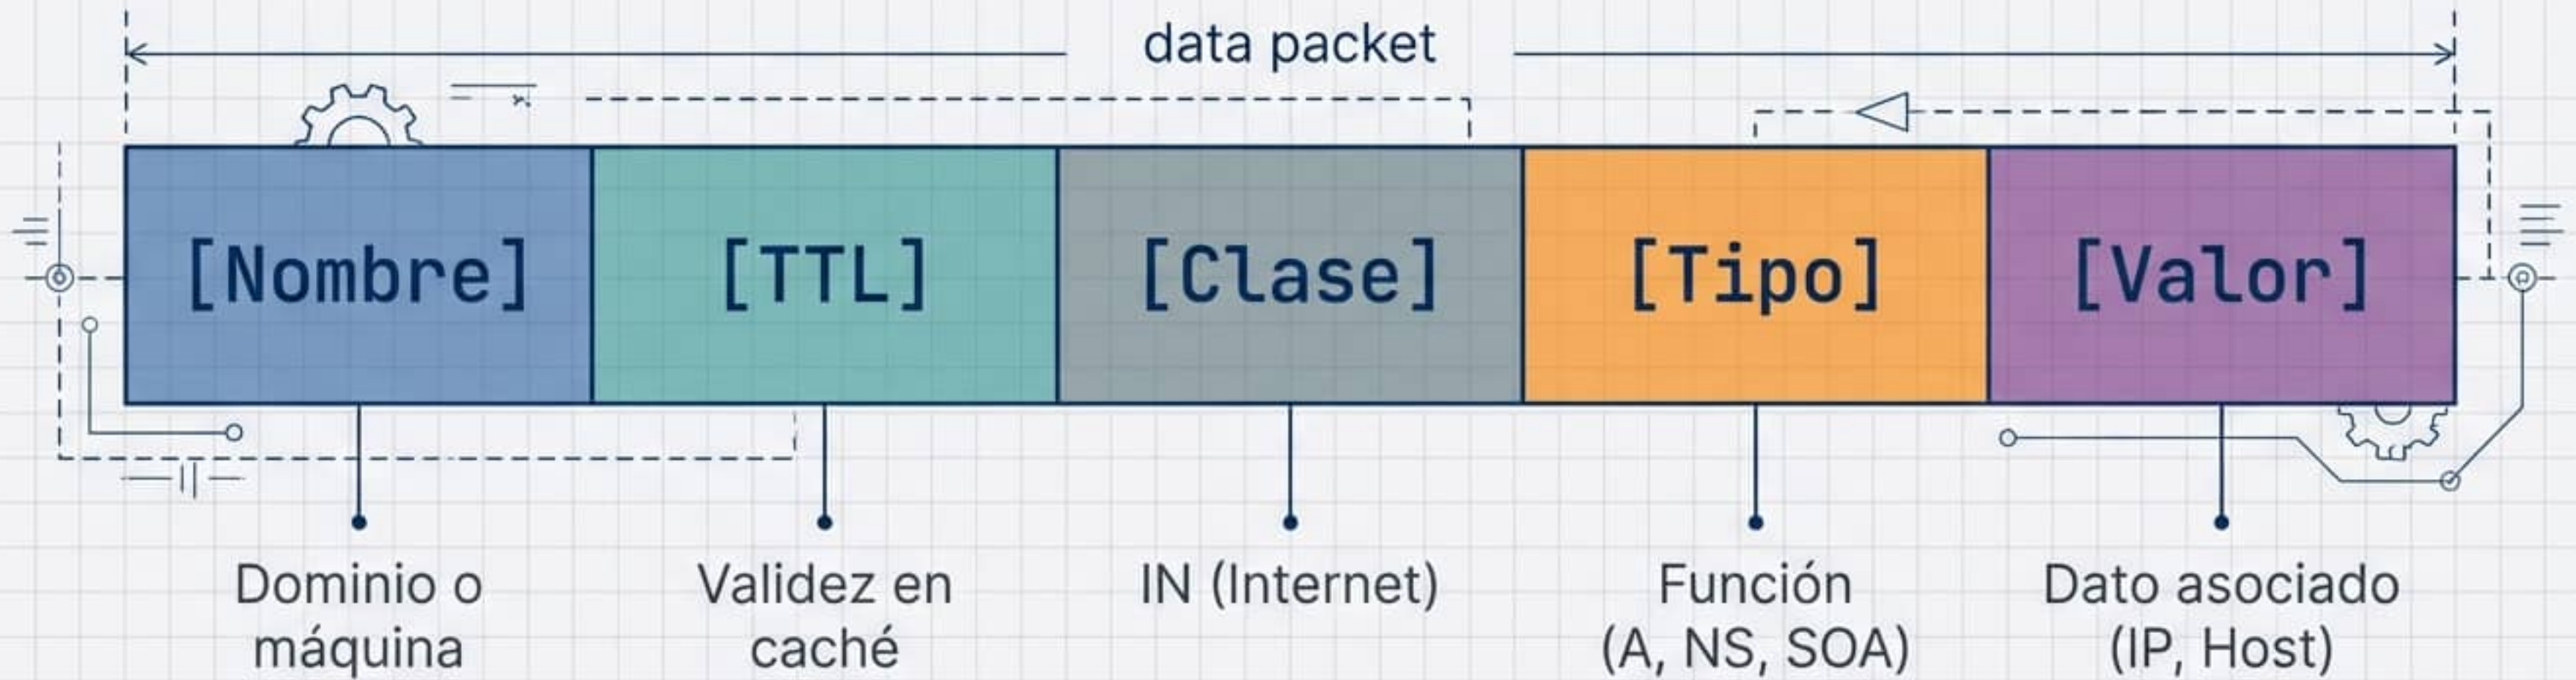 data packet
[Nombre] [TTL] [Clase] [Tipo] [Valor]
Dominio o
máquina
Validez en
caché
IN (Internet)
Función
(A, NS, SOA)
Dato asociado
(IP, Host)